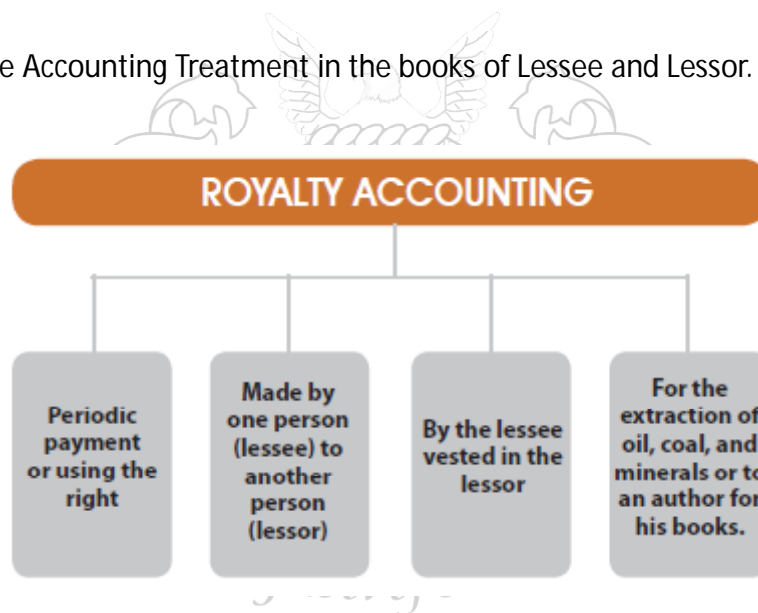 e Accounting Treatment in the books of Lessee and Lessor.
ROYALTY ACCOUNTING
Periodic
payment
or using the
right
Made by
one person
(lessee) to
another
person
(lessor)
By the lessee
vested in the
lessor
For the
extraction of
oil, coal, and
minerals or to
an author for
his books.